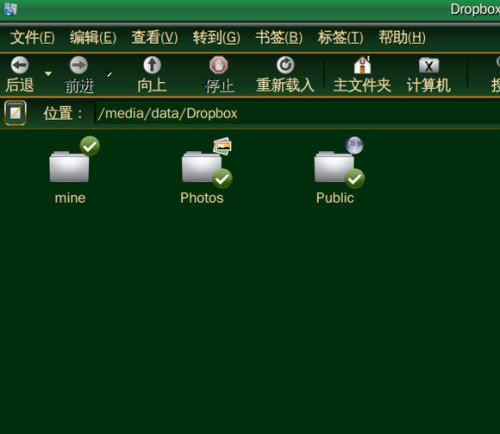 Dropbox
文件(F) 编辑(E) 查看(V) 转到(G) 书签(B) 标签(T) 帮助(H)
后退 前进 向上 停止 重新载入 主文件夹 计算机
位置： /media/data/Dropbox
mine Photos Public